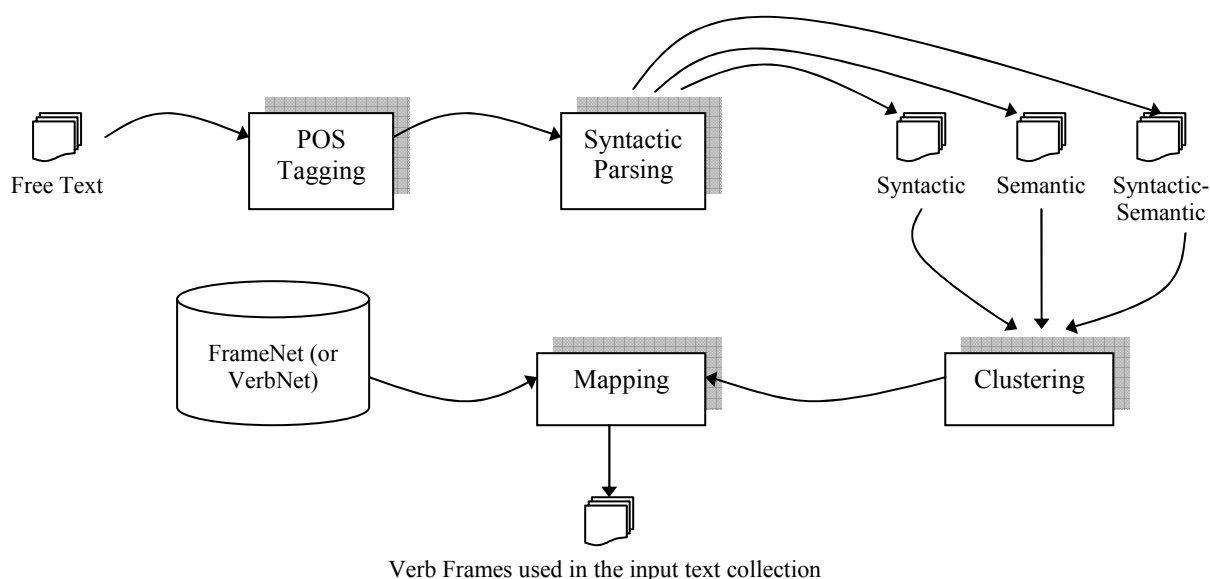 Free Text
POS
Tagging
Syntactic
Parsing
Syntactic
Semantic
Syntactic-
Semantic
FrameNet (or
VerbNet)
Mapping
Clustering
Verb Frames used in the input text collection